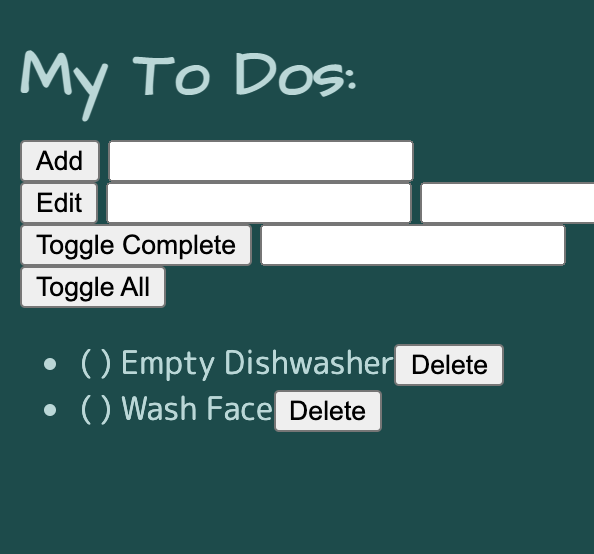 My To Dos:
Add
Edit
Toggle Complete
Toggle All
( ) Empty Dishwasher Delete
( ) Wash Face Delete